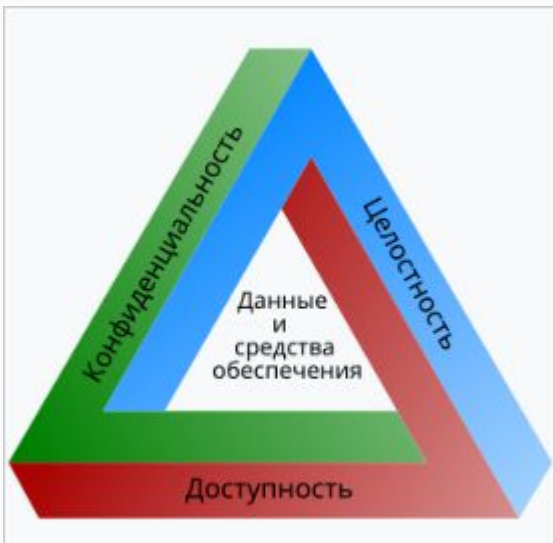 Конфиденциальность
Целостность
Данные
и
средства
обеспечения
Доступность